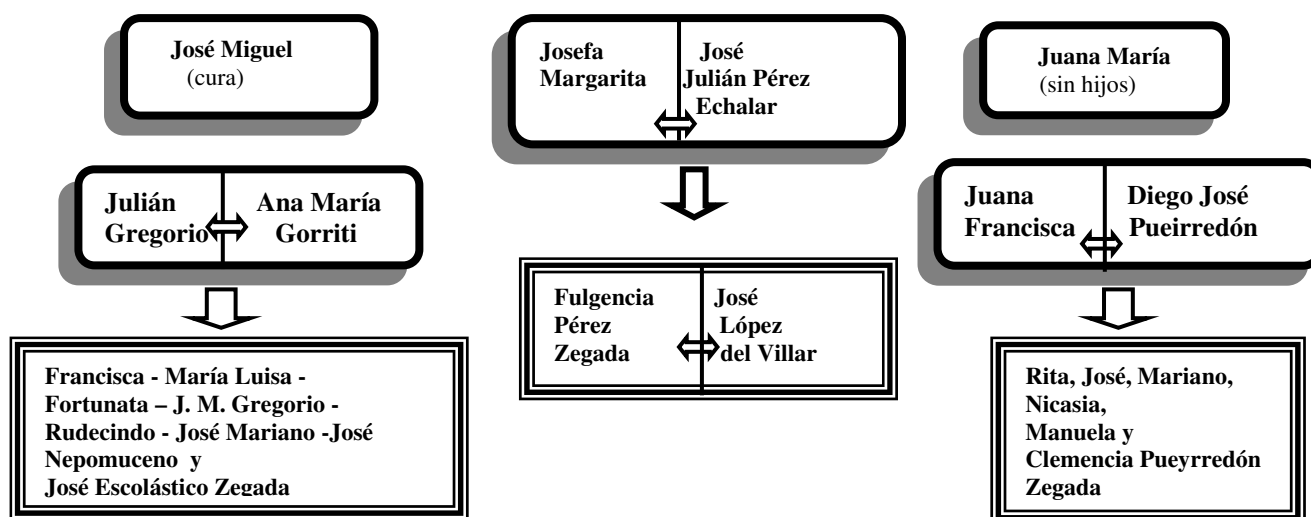 José Miguel
(cura)
Josefa
Margarita
José
Julián Pérez
Echalar
Juana María
(sin hijos)
Julián
Gregorio
Ana María
Gorriti
Juana
Francisca
Diego José
Pueirredón
Fulgencia
Pérez
Zegada
José
López
del Villar
Francisca - María Luisa -
Fortunata – J. M. Gregorio -
Rudecindo - José Mariano -José
Nepomuceno y
José Escolástico Zegada
Rita, José, Mariano,
Nicasia,
Manuela y
Clemencia Pueyrredón
Zegada